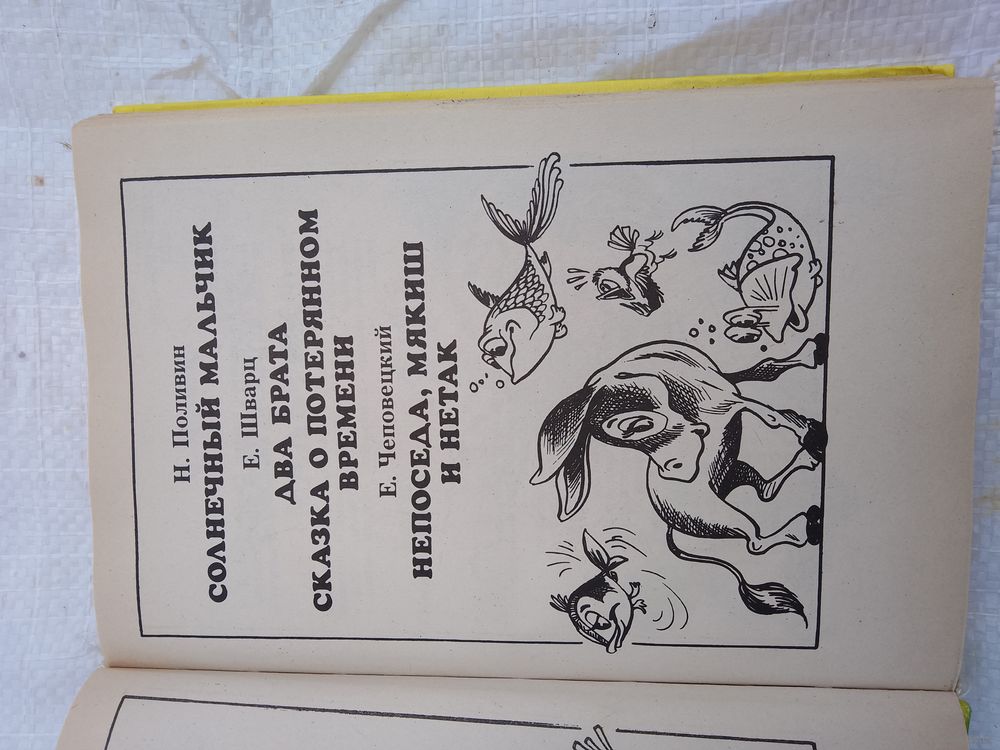 Н. Поливин
СОЛНЕЧНЫЙ МАЛЬЧИК
Е. Шварц
ДВА БРАТА
СКАЗКА О ПОТЕРЯННОМ
ВРЕМЕНИ
Е. Чеповецкий
НЕПОСЕДА, МЯКИШ
И НЕТАК